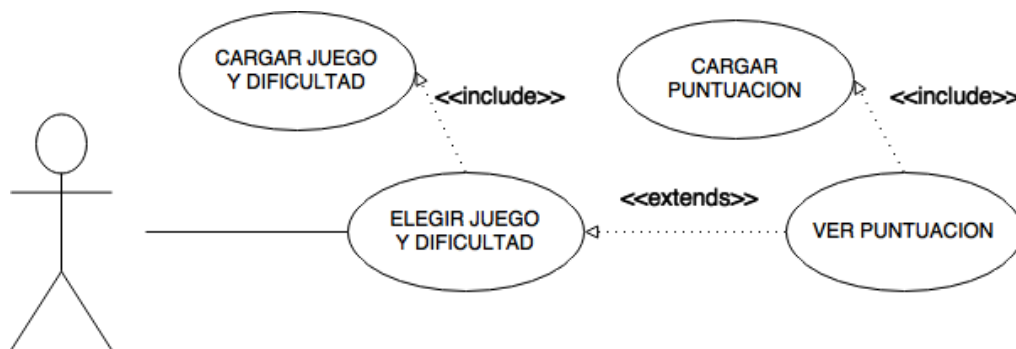 CARGAR JUEGO
Y DIFICULTAD
<<include>>
CARGAR
PUNTUACION
<<include>>
ELEGIR JUEGO
Y DIFICULTAD
<<extends>>
VER PUNTUACION